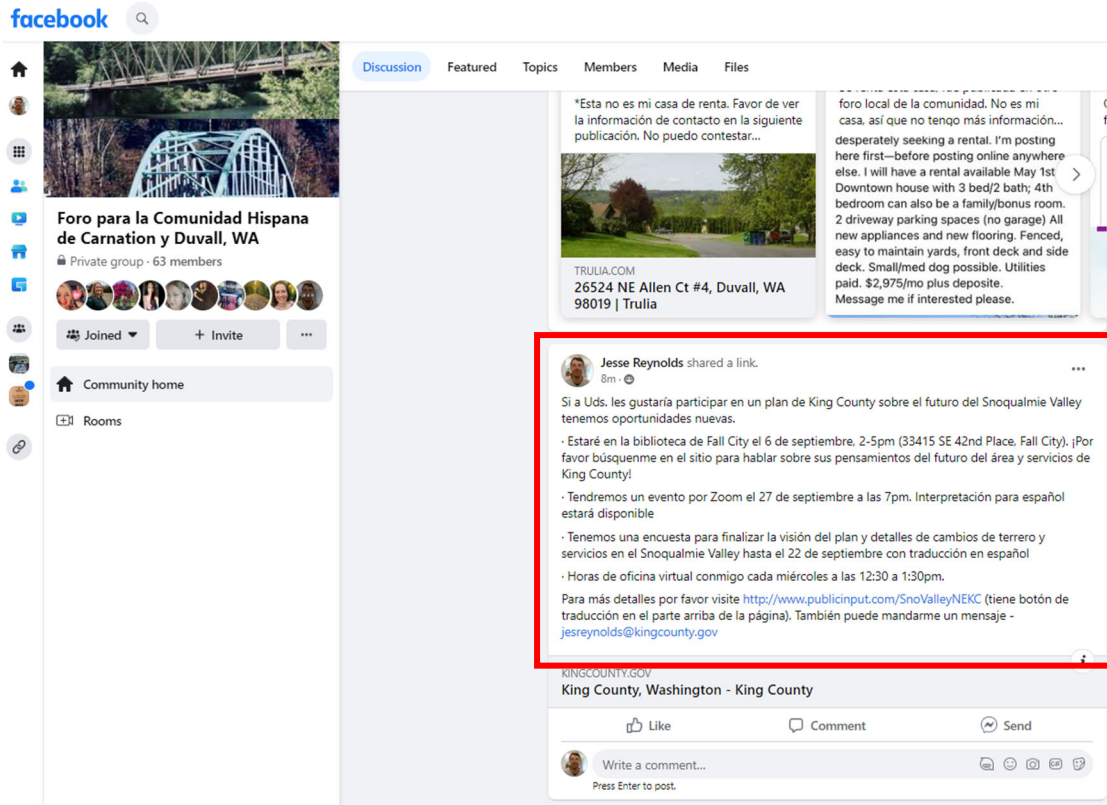 facebook
Discussion Featured Topics Members Media Files
Foro para la Comunidad Hispana
de Carnation y Duvall, WA
Private group · 63 members
Joined
+ Invite
Community home
Rooms
*Esta no es mi casa de renta. Favor de ver
la información de contacto en la siguiente
publicación. No puedo contestar...
TRULIA.COM
26524 NE Allen Ct #4, Duvall, WA
98019 | Trulia
foro local de la comunidad. No es mi
casa, así que no tengo más información...
desperately seeking a rental. I'm posting
here first—before posting online anywhere
else. I will have a rental available May 1st
Downtown house with 3 bed/2 bath; 4th
bedroom can also be a family/bonus room.
2 driveway parking spaces (no garage) All
new appliances and new flooring. Fenced,
easy to maintain yards, front deck and side
deck. Small/med dog possible. Utilities
paid. $2,975/mo plus deposite.
Message me if interested please.
Jesse Reynolds shared a link.
8m ·
Si a Uds. les gustaría participar en un plan de King County sobre el futuro del Snoqualmie Valley
tenemos oportunidades nuevas.
· Estaré en la biblioteca de Fall City el 6 de septiembre, 2-5pm (33415 SE 42nd Place, Fall City). ¡Por
favor búsquenme en el sitio para hablar sobre sus pensamientos del futuro del área y servicios de
King County!
· Tendremos un evento por Zoom el 27 de septiembre a las 7pm. Interpretación para español
estará disponible
· Tenemos una encuesta para finalizar la visión del plan y detalles de cambios de terrero y
servicios en el Snoqualmie Valley hasta el 22 de septiembre con traducción en español
· Horas de oficina virtual conmigo cada miércoles a las 12:30 a 1:30pm.
Para más detalles por favor visite http://www.publicinput.com/SnoValleyNEKC (tiene botón de
traducción en el parte arriba de la página). También puede mandarme un mensaje -
jesreynolds@kingcounty.gov
KINGCOUNTY.GOV
King County, Washington - King County
Like Comment Send
Write a comment...
GIF
Press Enter to post.